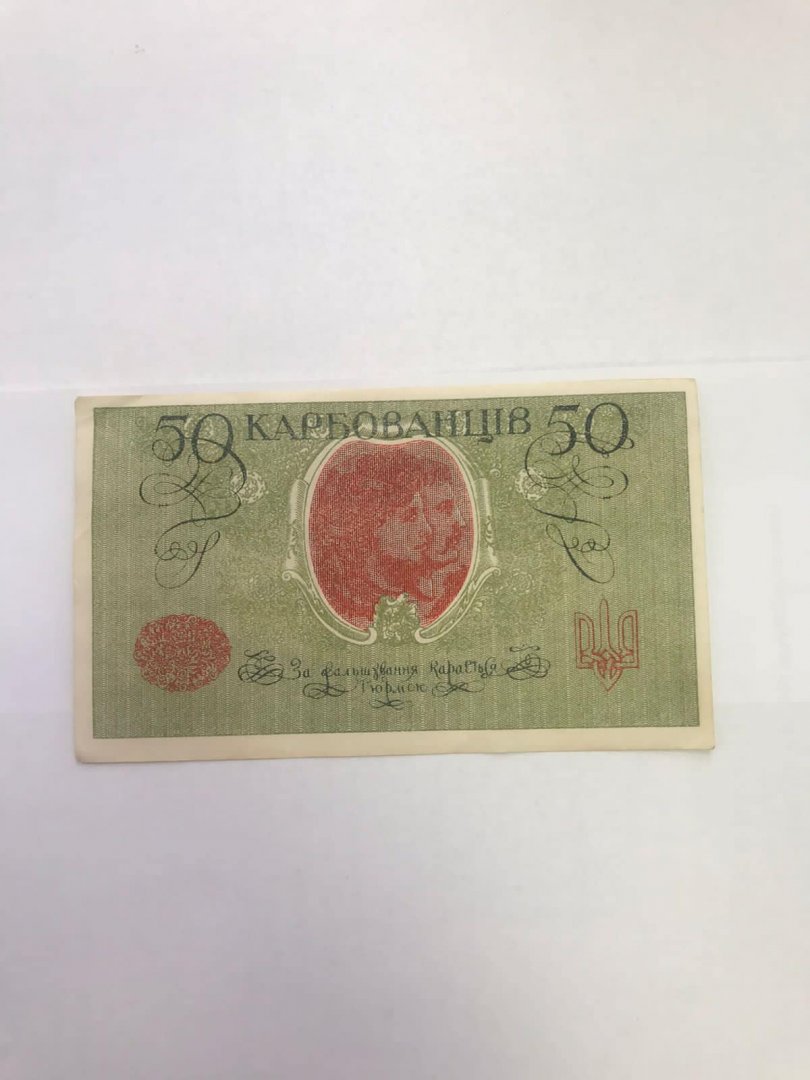 50 КАРБОВАНЦІВ 50
За фальшування карається
тюрмою